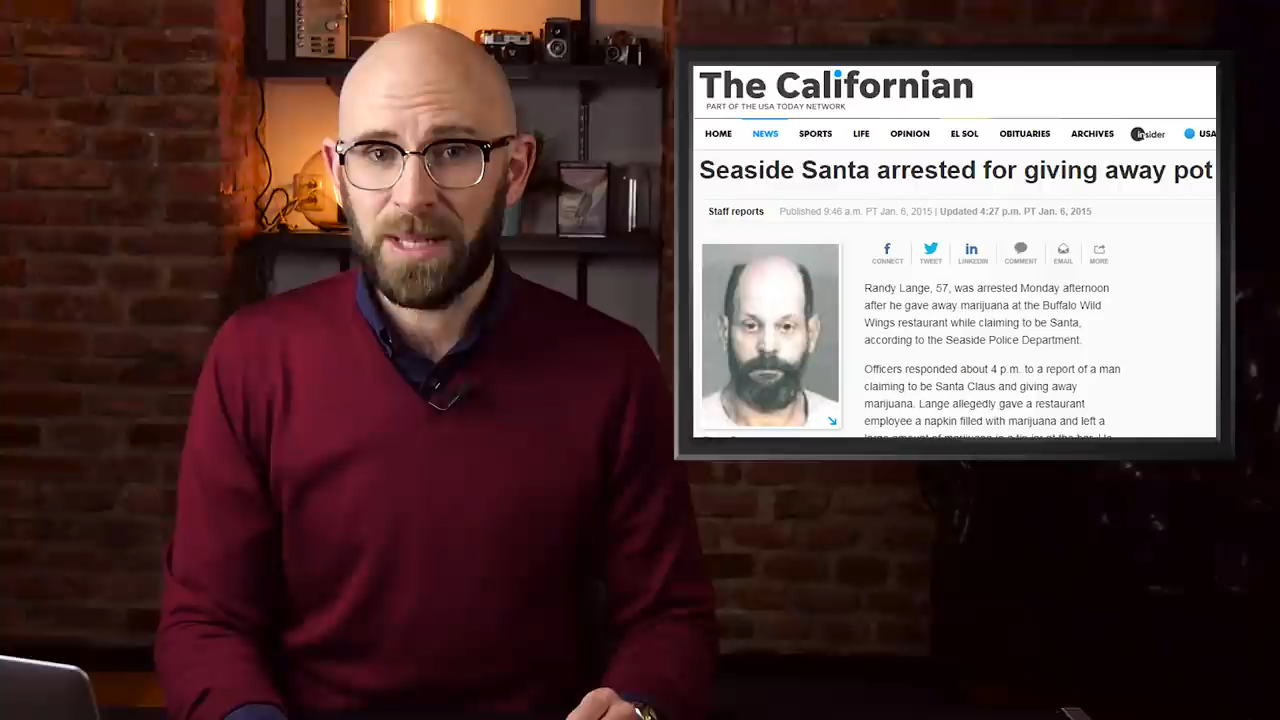 The Californian
PART OF THE USA TODAY NETWORK
HOME NEWS SPORTS LIFE OPINION EL SOL OBITUARIES ARCHIVES insider USA
Seaside Santa arrested for giving away pot
Staff reports Published 9:46 a.m. PT Jan. 6, 2015 | Updated 4:27 p.m. PT Jan. 6, 2015
f in
CONNECT TWEET LINKEDIN COMMENT EMAIL MORE
Randy Lange, 57, was arrested Monday afternoon
after he gave away marijuana at the Buffalo Wild
Wings restaurant while claiming to be Santa,
according to the Seaside Police Department.
Officers responded about 4 p.m. to a report of a man
claiming to be Santa Claus and giving away
marijuana. Lange allegedly gave a restaurant
employee a napkin filled with marijuana and left a